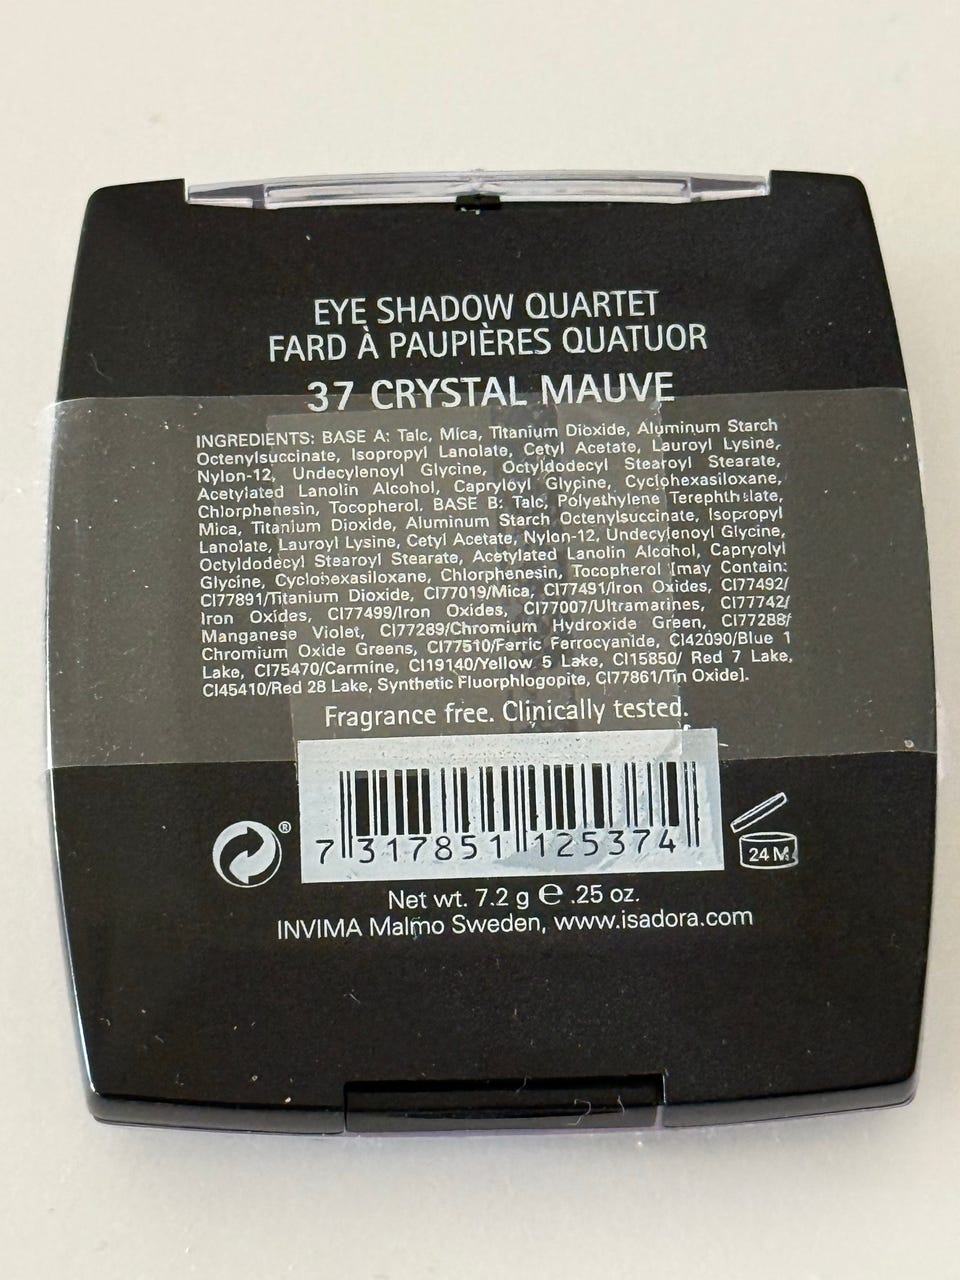 EYE SHADOW QUARTET
FARD À PAUPIÈRES QUATUOR
37 CRYSTAL MAUVE
INGREDIENTS: BASE A: Talc, Mica, Titanium Dioxide, Aluminum Starch
Octenylsuccinate, Isopropyl Lanolate, Cetyl Acetate, Lauroyl Lysine,
Nylon-12, Undecylenoyl Glycine, Octyldodecyl Stearoyl Stearate,
Acetylated Lanolin Alcohol, Capryloyl Glycine, Cyclohexasiloxane,
Chlorphenesin, Tocopherol. BASE B: Talc, Polyethylene Terephthalate,
Mica, Titanium Dioxide, Aluminum Starch Octenylsuccinate, Isopropyl
Lanolate, Lauroyl Lysine, Cetyl Acetate, Nylon-12, Undecylenoyl Glycine,
Octyldodecyl Stearoyl Stearate, Acetylated Lanolin Alcohol, Capryolyl
Glycine, Cyclohexasiloxane, Chlorphenesin, Tocopherol [may Contain:
CI77891/Titanium Dioxide, CI77019/Mica, CI77491/Iron Oxides, CI77492/
Iron Oxides, CI77499/Iron Oxides, CI77007/Ultramarines, CI77742/
Manganese Violet, CI77289/Chromium Hydroxide Green, CI77288/
Chromium Oxide Greens, CI77510/Ferric Ferrocyanide, CI42090/Blue 1
Lake, CI75470/Carmine, CI19140/Yellow 5 Lake, CI15850/ Red 7 Lake,
CI45410/Red 28 Lake, Synthetic Fluorphlogopite, CI77861/Tin Oxide].
Fragrance free. Clinically tested.
®
7 317851 125374
24 M
Net wt. 7.2 g ℮ .25 oz.
INVIMA Malmo Sweden, www.isadora.com